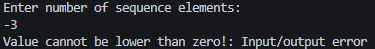 Enter number of sequence elements:
-3
Value cannot be lower than zero!: Input/output error